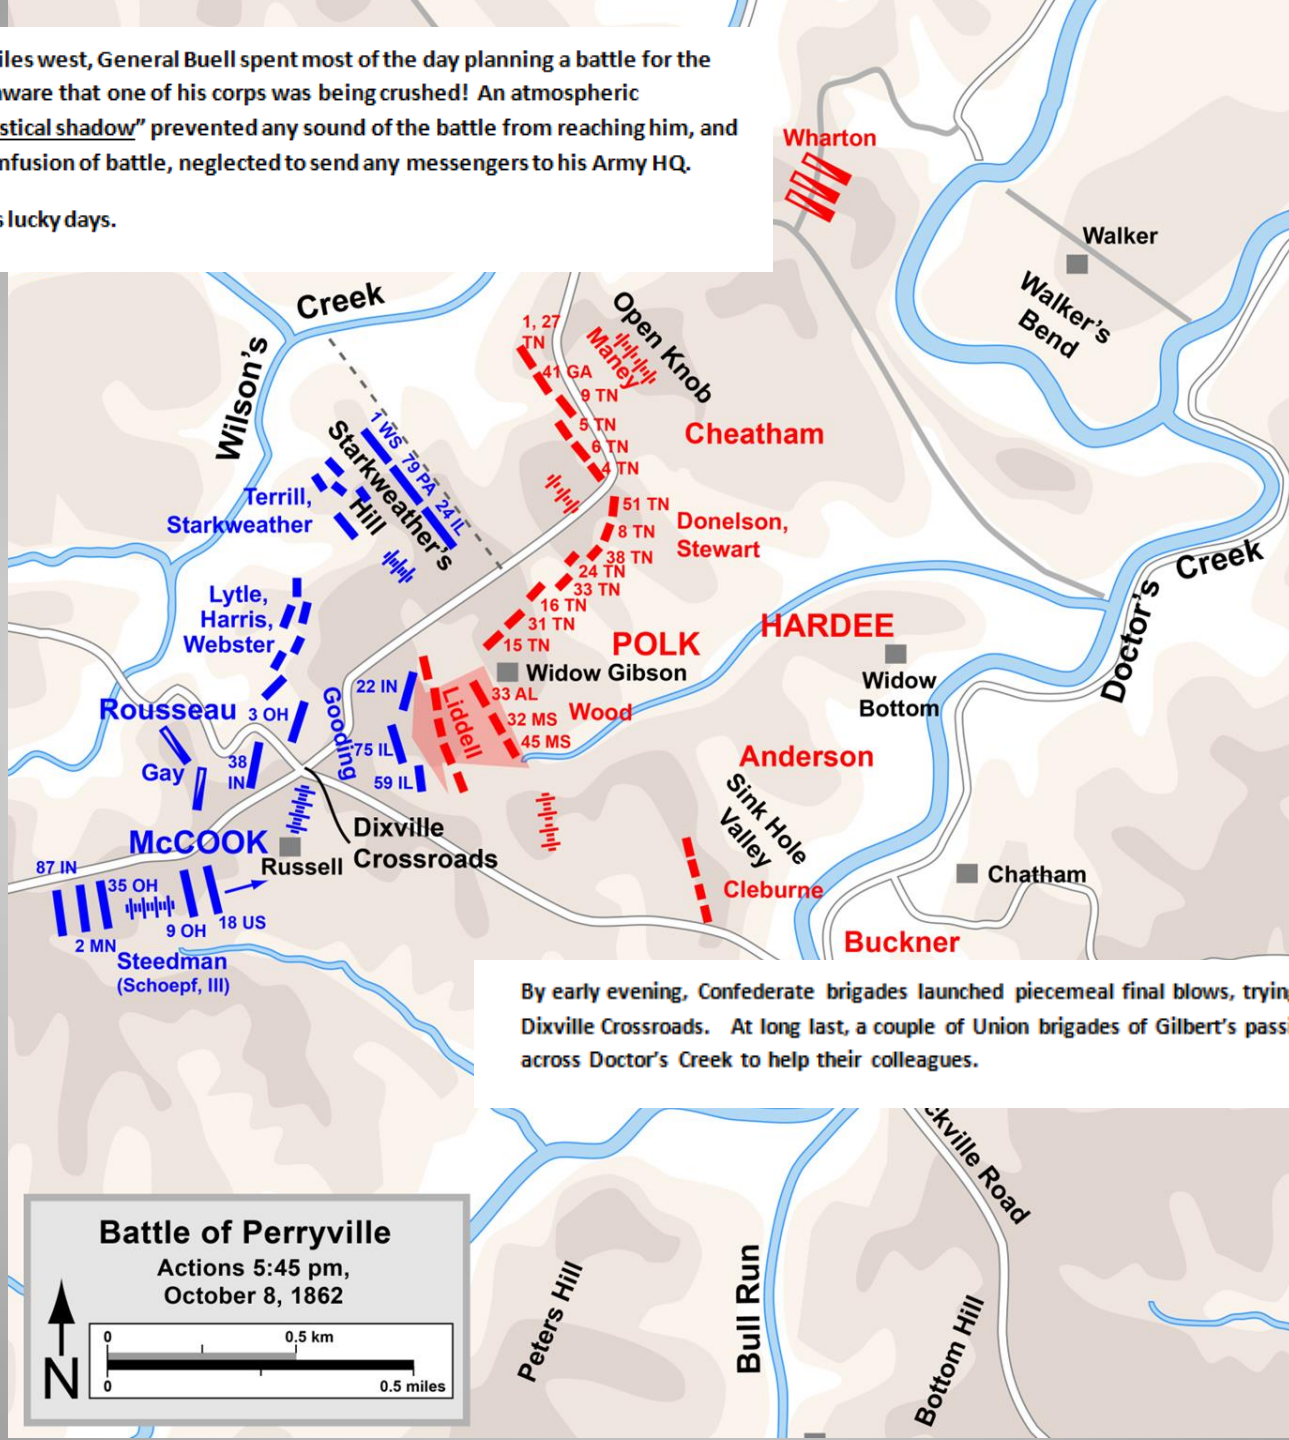 iles west, General Buell spent most of the day planning a battle for the
ware that one of his corps was being crushed! An atmospheric
stical shadow” prevented any sound of the battle from reaching him, and
nfusion of battle, neglected to send any messengers to his Army HQ.
s lucky days.
Wharton
Walker
Walker’s
Bend
Wilson’s
Creek
Open Knob
Maney
1, 27
TN
41 GA
9 TN
5 TN
6 TN
4 TN
Cheatham
Starkweather’s
Hill
1 WS
79 PA
24 IL
Terrill,
Starkweather
51 TN
8 TN
38 TN
24 TN
33 TN
16 TN
31 TN
15 TN
Donelson,
Stewart
Doctor’s
Creek
Lytle,
Harris,
Webster
POLK
HARDEE
Widow Gibson
Widow
Bottom
22 IN
Gooding
75 IL
59 IL
Liddell
33 AL
32 MS
45 MS
Wood
Rousseau
3 OH
Gay
38
IN
Anderson
Sink Hole
Valley
McCOOK
Russell
Dixville
Crossroads
Cleburne
Chatham
87 IN
35 OH
2 MN
9 OH
18 US
Steedman
(Schoepf, III)
Buckner
By early evening, Confederate brigades launched piecemeal final blows, trying
Dixville Crossroads. At long last, a couple of Union brigades of Gilbert’s passi
across Doctor’s Creek to help their colleagues.
ckville Road
Battle of Perryville
Actions 5:45 pm,
October 8, 1862
N
0
0.5 km
0
0.5 miles
Peters Hill
Bull Run
Bottom Hill